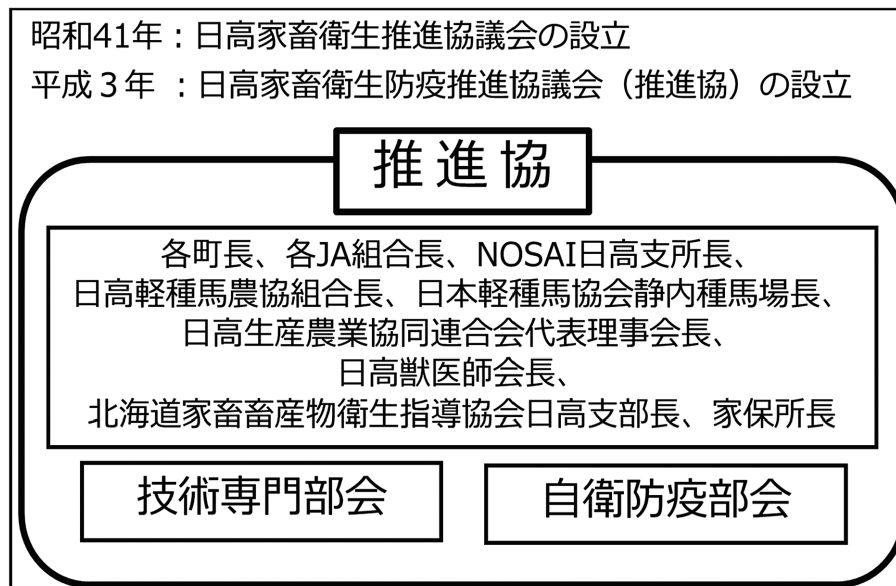 昭和41年：日高家畜衛生推進協議会の設立
平成３年 ：日高家畜衛生防疫推進協議会（推進協）の設立
推進協
各町長、各JA組合長、NOSAI日高支所長、
日高軽種馬農協組合長、日本軽種馬協会静内種馬場長、
日高生産農業協同連合会代表理事会長、
日高獣医師会長、
北海道家畜畜産物衛生指導協会日高支部長、家保所長
技術専門部会
自衛防疫部会